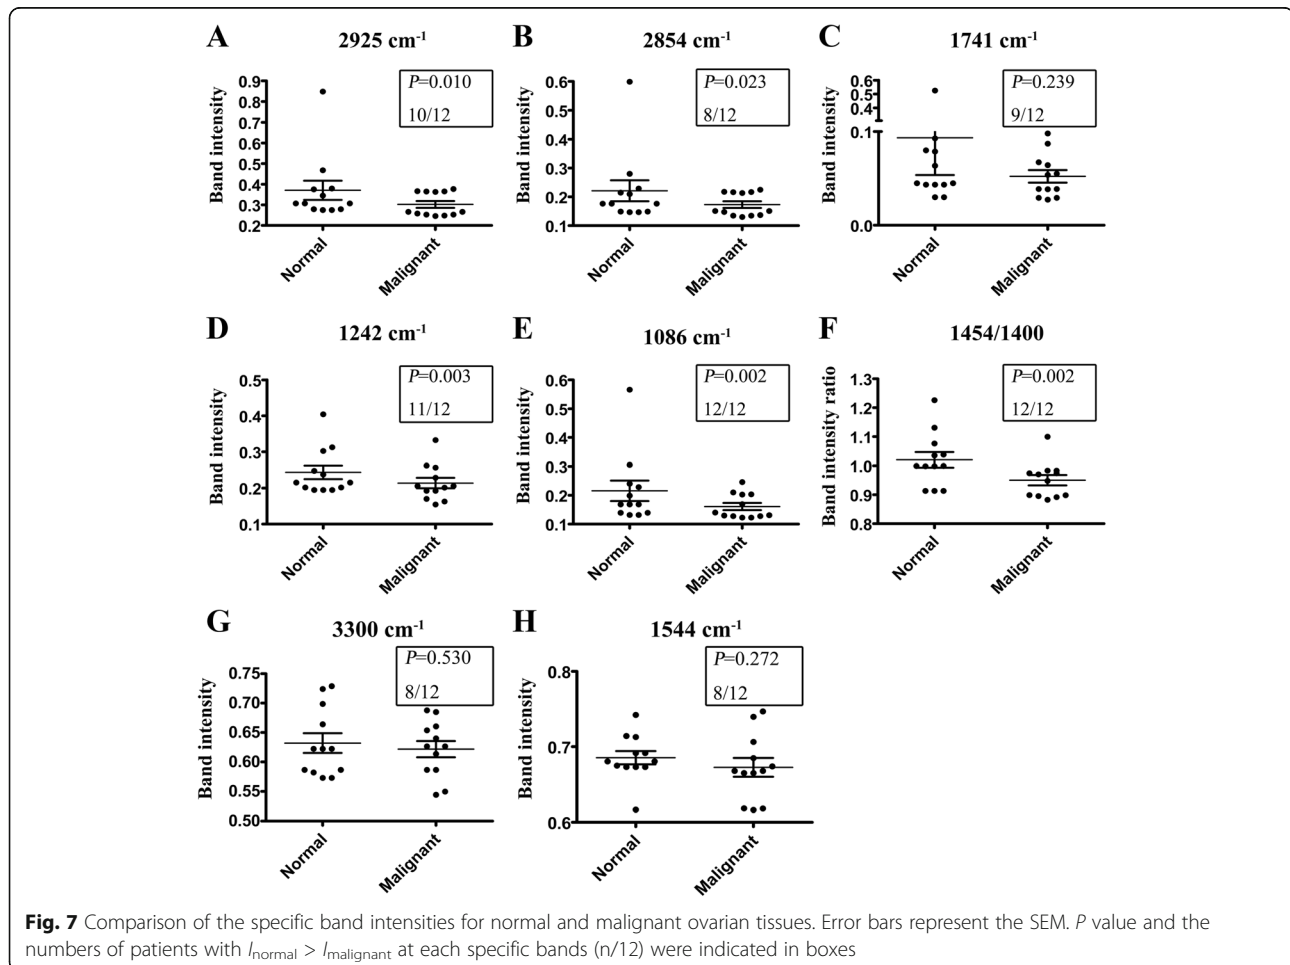 A 2925 cm-1
Band intensity
0.9
0.8
0.7
0.6
0.5
0.4
0.3
0.2
P=0.010
10/12
Normal
Malignant
B 2854 cm-1
Band intensity
0.6
0.5
0.4
0.3
0.2
0.1
P=0.023
8/12
Normal
Malignant
C 1741 cm-1
Band intensity
0.6
0.5
0.4
0.1
0.0
P=0.239
9/12
Normal
Malignant
D 1242 cm-1
Band intensity
0.5
0.4
0.3
0.2
0.1
P=0.003
11/12
Normal
Malignant
E 1086 cm-1
Band intensity
0.6
0.5
0.4
0.3
0.2
0.1
P=0.002
12/12
Normal
Malignant
F 1454/1400
Band intensity ratio
1.3
1.2
1.1
1.0
0.9
0.8
P=0.002
12/12
Normal
Malignant
G 3300 cm-1
Band intensity
0.75
0.70
0.65
0.60
0.55
0.50
P=0.530
8/12
Normal
Malignant
H 1544 cm-1
Band intensity
0.8
0.7
0.6
P=0.272
8/12
Normal
Malignant
Fig. 7 Comparison of the specific band intensities for normal and malignant ovarian tissues. Error bars represent the SEM. P value and the
numbers of patients with Inormal > Imalignant at each specific bands (n/12) were indicated in boxes